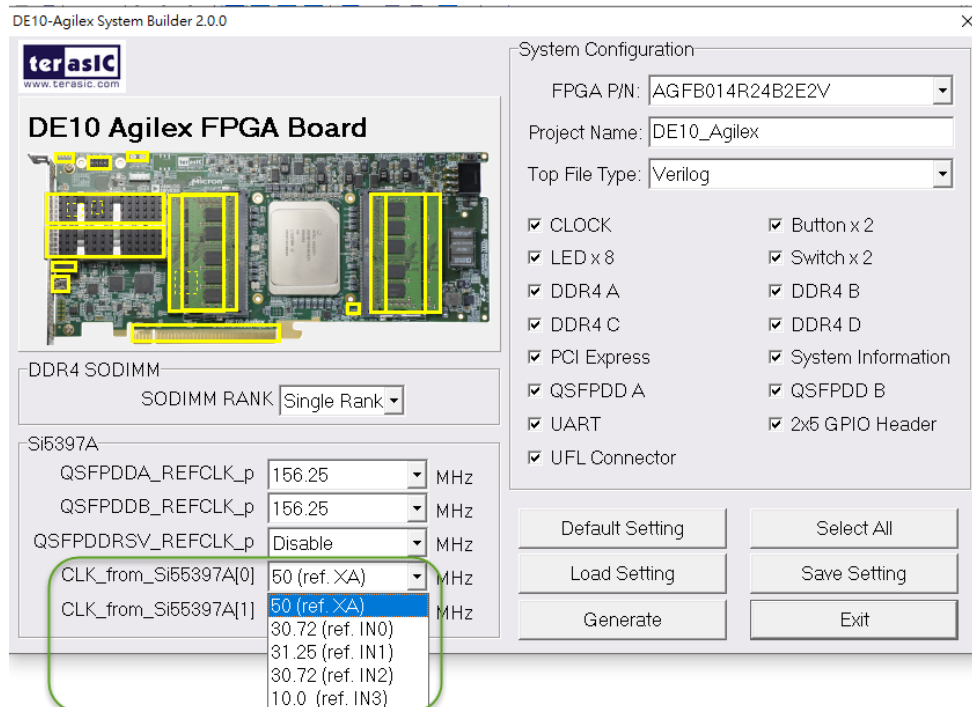 DE10-Agilex System Builder 2.0.0
terasIC
www.terasic.com
DE10 Agilex FPGA Board
Micron
System Configuration
FPGA P/N: AGFB014R24B2E2V
Project Name: DE10_Agilex
Top File Type: Verilog
CLOCK Button x 2
LED x 8 Switch x 2
DDR4 A DDR4 B
DDR4 C DDR4 D
PCI Express System Information
QSFPDD A QSFPDD B
UART 2x5 GPIO Header
UFL Connector
DDR4 SODIMM
SODIMM RANK Single Rank
Si5397A
QSFPDDA_REFCLK_p 156.25 MHz
QSFPDDB_REFCLK_p 156.25 MHz
QSFPDDRSV_REFCLK_p Disable MHz
CLK_from_Si55397A[0] 50 (ref. XA) MHz
CLK_from_Si55397A[1] MHz
50 (ref. XA)
30.72 (ref. IN0)
31.25 (ref. IN1)
30.72 (ref. IN2)
10.0 (ref. IN3)
Default Setting Select All
Load Setting Save Setting
Generate Exit